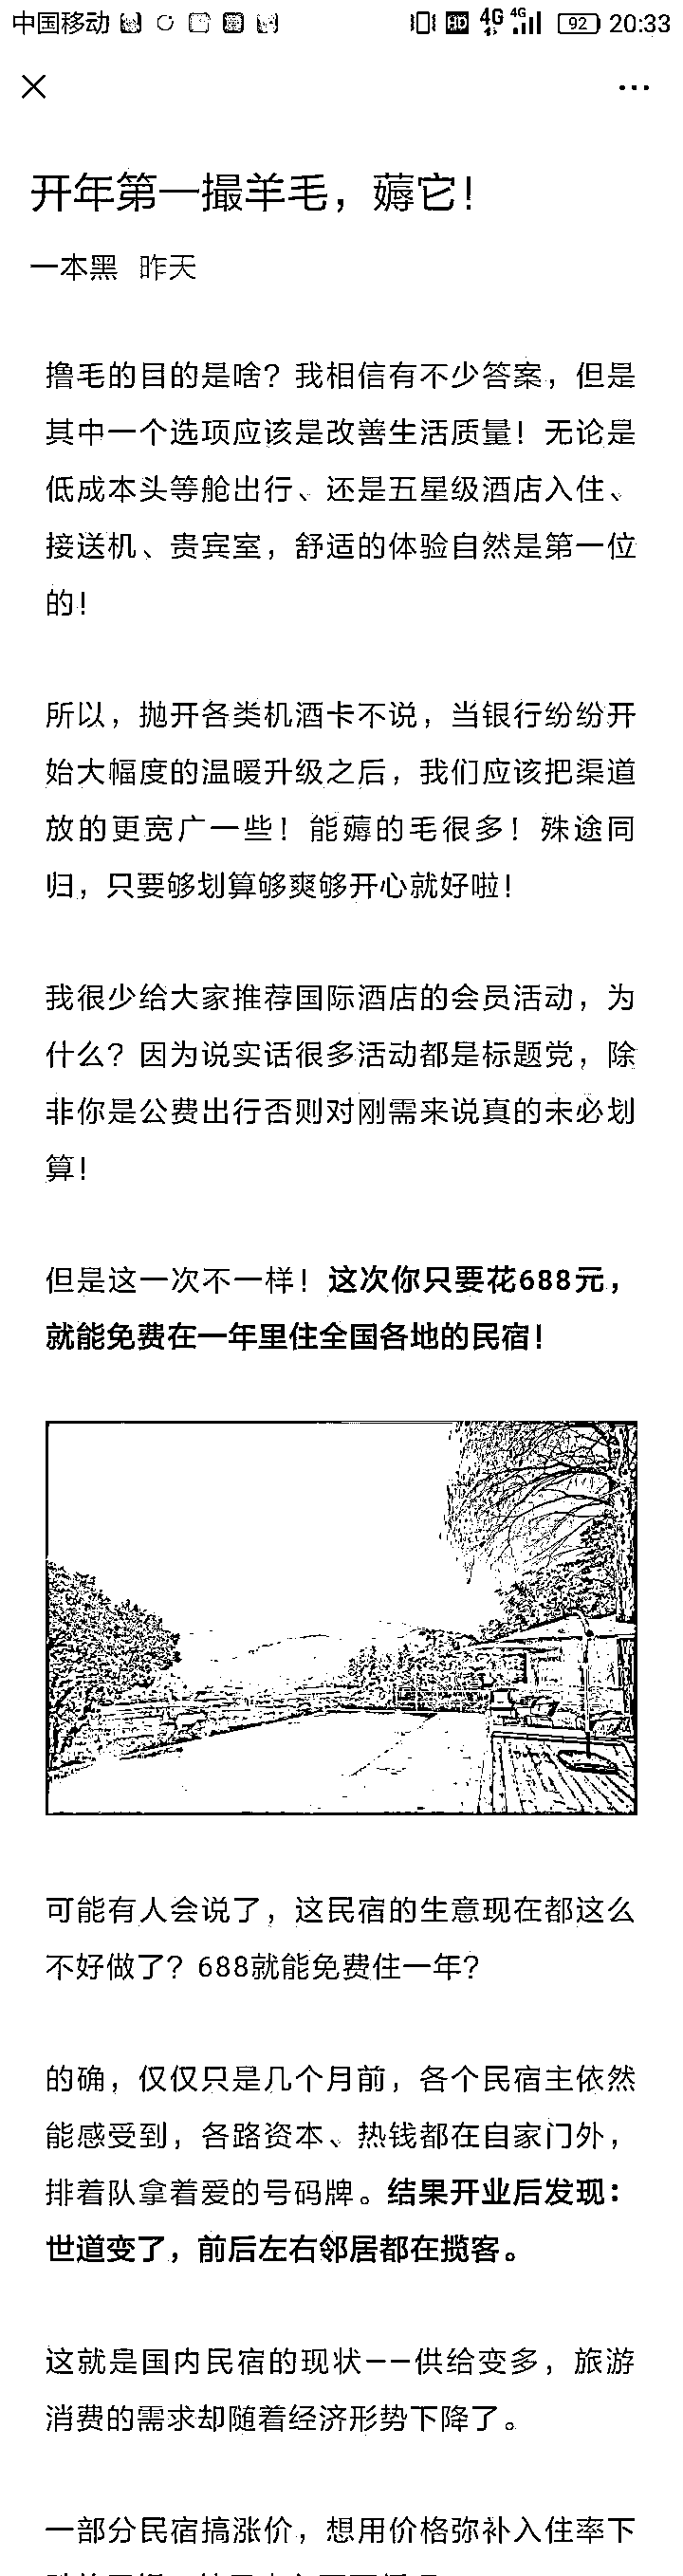 中国移动 HD 4G 4G 92 20:33
开年第一撮羊毛，薅它！
一本黑 昨天
撸毛的目的是啥？我相信有不少答案，但是
其中一个选项应该是改善生活质量！无论是
低成本头等舱出行、还是五星级酒店入住、
接送机、贵宾室，舒适的体验自然是第一位
的！
所以，抛开各类机酒卡不说，当银行纷纷开
始大幅度的温暖升级之后，我们应该把渠道
放的更宽广一些！能薅的毛很多！殊途同
归，只要够划算够爽够开心就好啦！
我很少给大家推荐国际酒店的会员活动，为
什么？因为说实话很多活动都是标题党，除
非你是公费出行否则对刚需来说真的未必划
算！
但是这一次不一样！这次你只要花688元，
就能免费在一年里住全国各地的民宿！
可能有人会说了，这民宿的生意现在都这么
不好做了？688就能免费住一年？
的确，仅仅只是几个月前，各个民宿主依然
能感受到，各路资本、热钱都在自家门外，
排着队拿着爱的号码牌。结果开业后发现：
世道变了，前后左右邻居都在揽客。
这就是国内民宿的现状——供给变多，旅游
消费的需求却随着经济形势下降了。
一部分民宿搞涨价，想用价格弥补入住率下